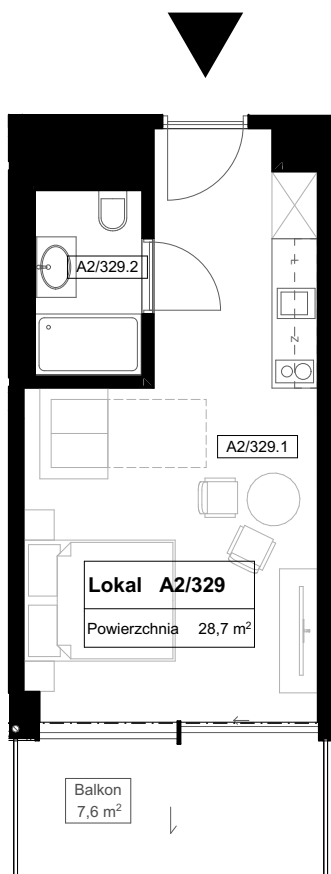 A2/329.2
A2/329.1
Lokal A2/329
Powierzchnia 28,7 m²
Balkon
7,6 m²